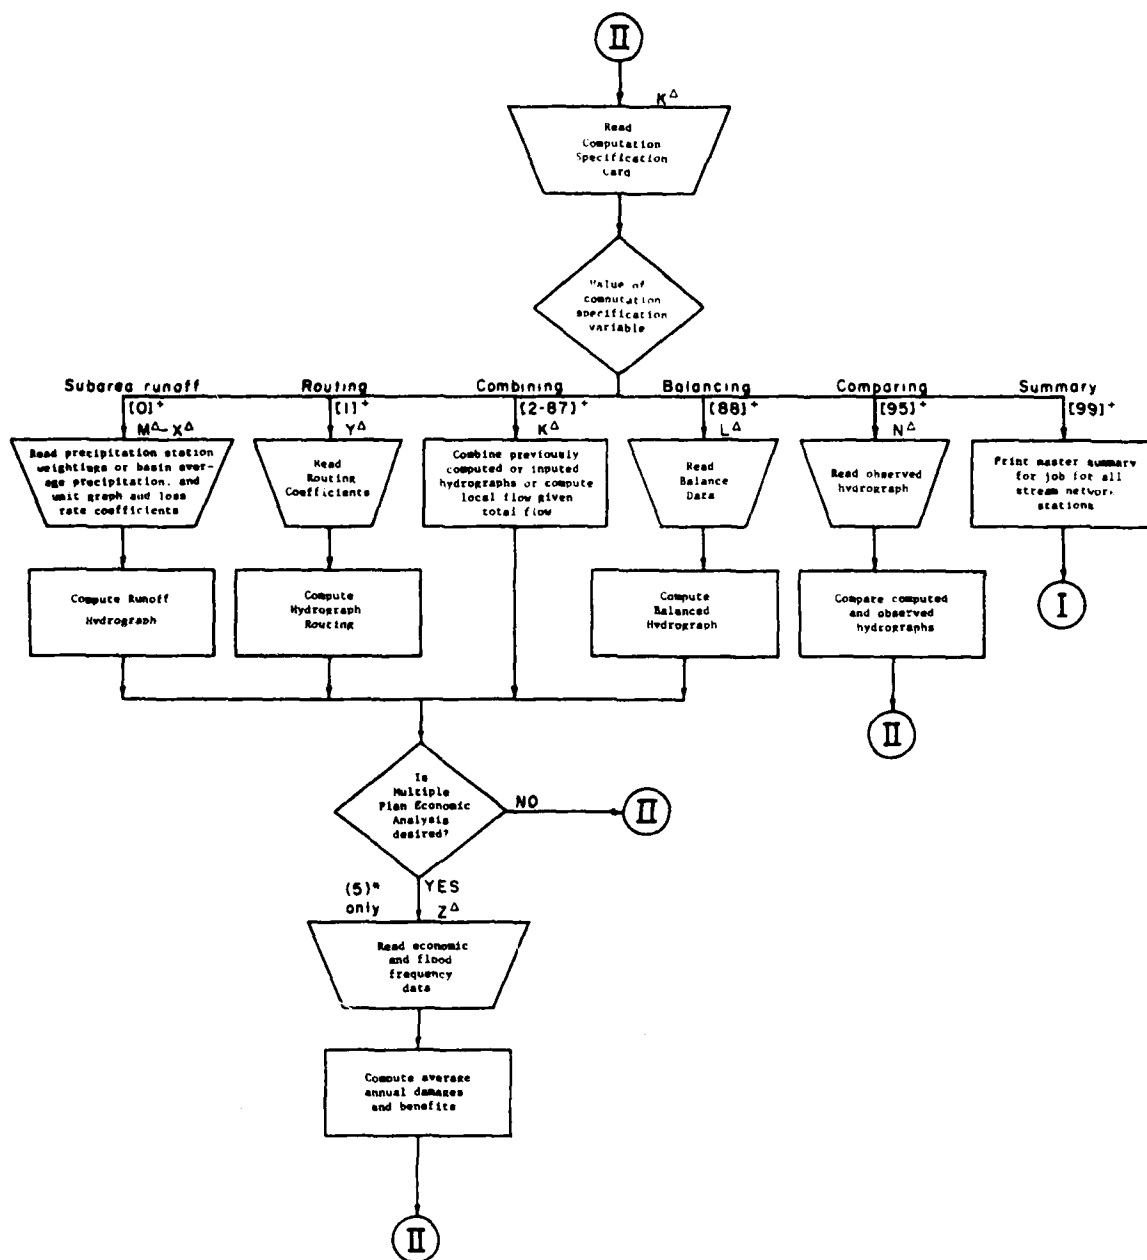 II
K△
Read
Computation
Specification
Card
Value of
computation
specification
variable
Subarea runoff
[0]+
M△-X△
Read precipitation station
weightings or basin aver-
age precipitation, and
unit graph and loss
rate coefficients
Compute Runoff
Hydrograph
Routing
[1]+
Y△
Read
Routing
Coefficients
Compute
Hydrograph
Routing
Combining
[2-87]+
K△
Combine previously
computed or inputed
hydrographs or compute
local flow given
total flow
Balancing
[88]+
L△
Read
Balance
Data
Compute
Balanced
Hydrograph
Comparing
[95]+
N△
Read observed
hydrograph
Compare computed
and observed
hydrographs
II
Summary
[99]+
Print master summary
for job for all
stream network
stations
I
Is
Multiple
Plan Economic
Analysis
desired?
NO
II
(5)*
only
YES
Z△
Read economic
and flood
frequency
data
Compute average
annual damages
and benefits
II